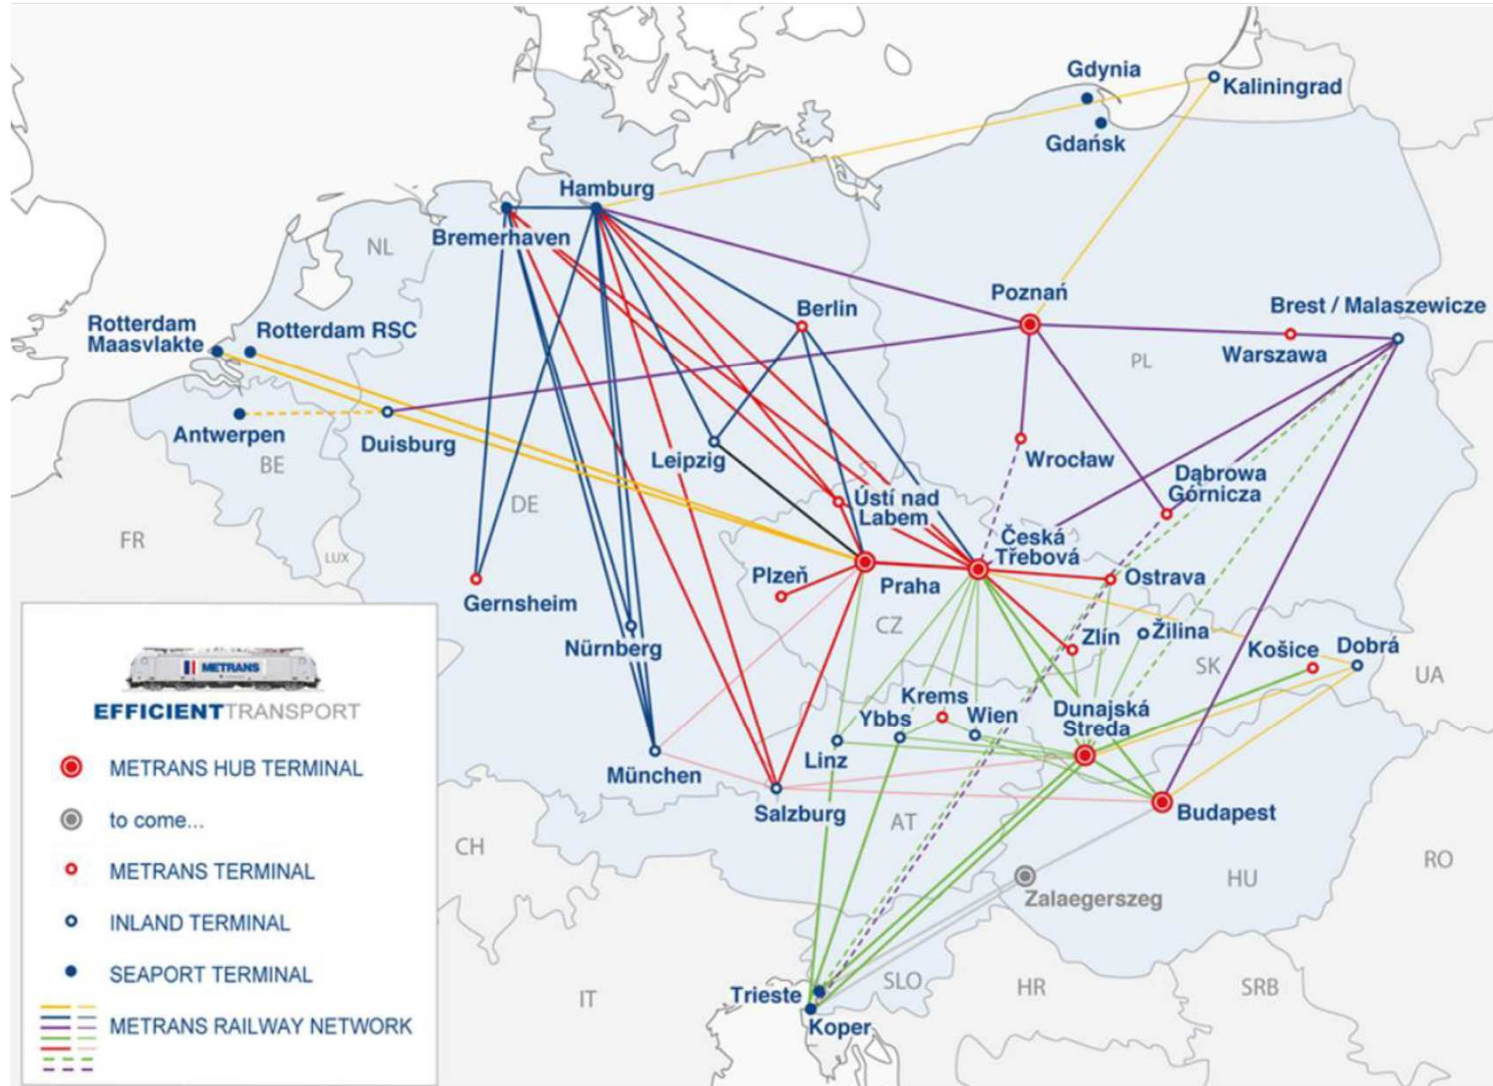 Gdynia
Kaliningrad
Gdańsk
Hamburg
Bremerhaven
NL
Poznań
Brest / Malaszewicze
Berlin
Rotterdam
Maasvlakte
Rotterdam RSC
Warszawa
PL
Antwerpen
Duisburg
BE
Leipzig
Wrocław
Dąbrowa
Górnicza
DE
Ústí nad
Labem
FR
LUX
Česká
Třebová
Plzeň
Praha
Ostrava
Gernsheim
CZ
Nürnberg
Zlín
Žilina
Košice
Dobrá
SK
UA
Krems
Ybbs
Wien
Dunajská
Streda
Linz
München
Salzburg
Budapest
AT
CH
RO
HU
Zalaegerszeg
Trieste
SLO
HR
SRB
IT
Koper
METRANS
EFFICIENTTRANSPORT
METRANS HUB TERMINAL
to come...
METRANS TERMINAL
INLAND TERMINAL
SEAPORT TERMINAL
METRANS RAILWAY NETWORK